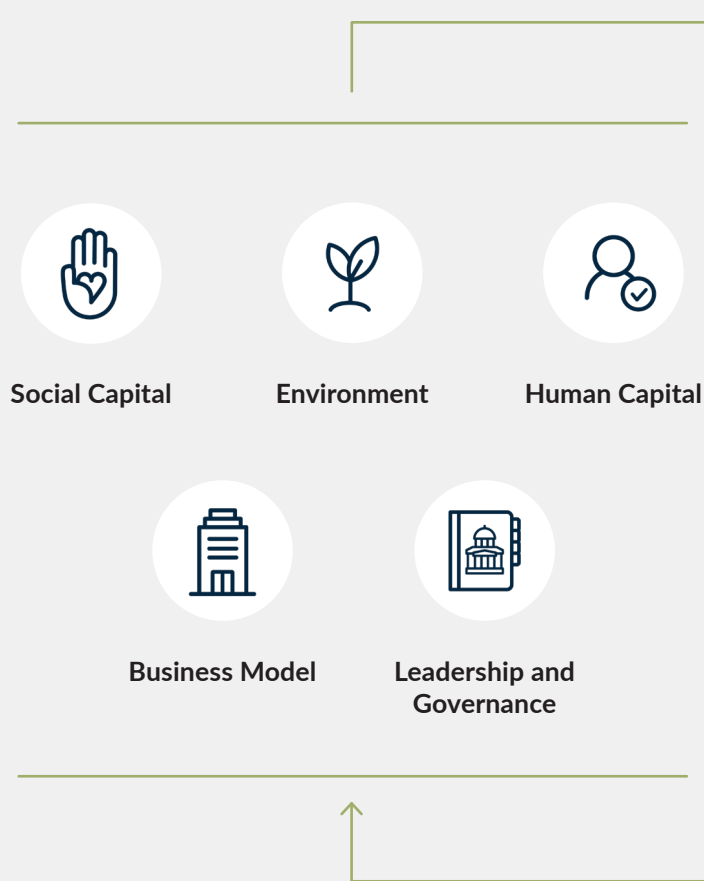 Social Capital
Environment
Human Capital
Business Model
Leadership and
Governance